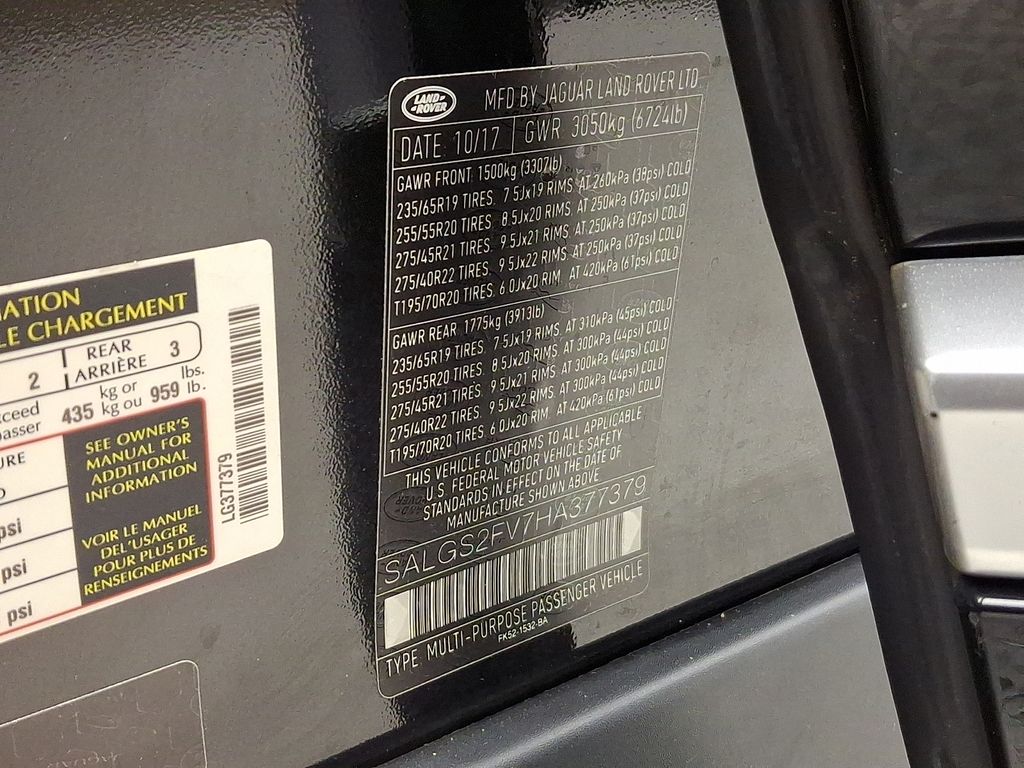 LAND ROVER
MFD BY JAGUAR LAND ROVER LTD
DATE 10/17 GWR 3050kg (6724lb)
GAWR FRONT 1500kg (3307lb)
235/65R19 TIRES. 7.5Jx19 RIMS. AT 260kPa (38psi) COLD
255/55R20 TIRES. 8.5Jx20 RIMS. AT 250kPa (37psi) COLD
275/45R21 TIRES. 9.5Jx21 RIMS. AT 250kPa (37psi) COLD
275/40R22 TIRES. 9.5Jx22 RIMS. AT 250kPa (37psi) COLD
T195/70R20 TIRES. 6.0Jx20 RIM. AT 420kPa (61psi) COLD
GAWR REAR 1775kg (3913lb)
235/65R19 TIRES. 7.5Jx19 RIMS. AT 310kPa (45psi) COLD
255/55R20 TIRES. 8.5Jx20 RIMS. AT 300kPa (44psi) COLD
275/45R21 TIRES. 9.5Jx21 RIMS. AT 300kPa (44psi) COLD
275/40R22 TIRES. 9.5Jx22 RIMS. AT 300kPa (44psi) COLD
T195/70R20 TIRES. 6.0Jx20 RIM. AT 420kPa (61psi) COLD
THIS VEHICLE CONFORMS TO ALL APPLICABLE
U.S. FEDERAL MOTOR VEHICLE SAFETY
STANDARDS IN EFFECT ON THE DATE OF
MANUFACTURE SHOWN ABOVE
SALGS2FV7HA377379
TYPE MULTI-PURPOSE PASSENGER VEHICLE
FK52-1532-BA
MATION
LE CHARGEMENT
2 REAR 3
ARRIÈRE
xceed 435 kg or 959 lbs.
passer kg ou lb.
URE
psi
psi
psi
SEE OWNER'S
MANUAL FOR
ADDITIONAL
INFORMATION
VOIR LE MANUEL
DEL'USAGER
POUR PLUS DE
RENSEIGNEMENTS
LG377379